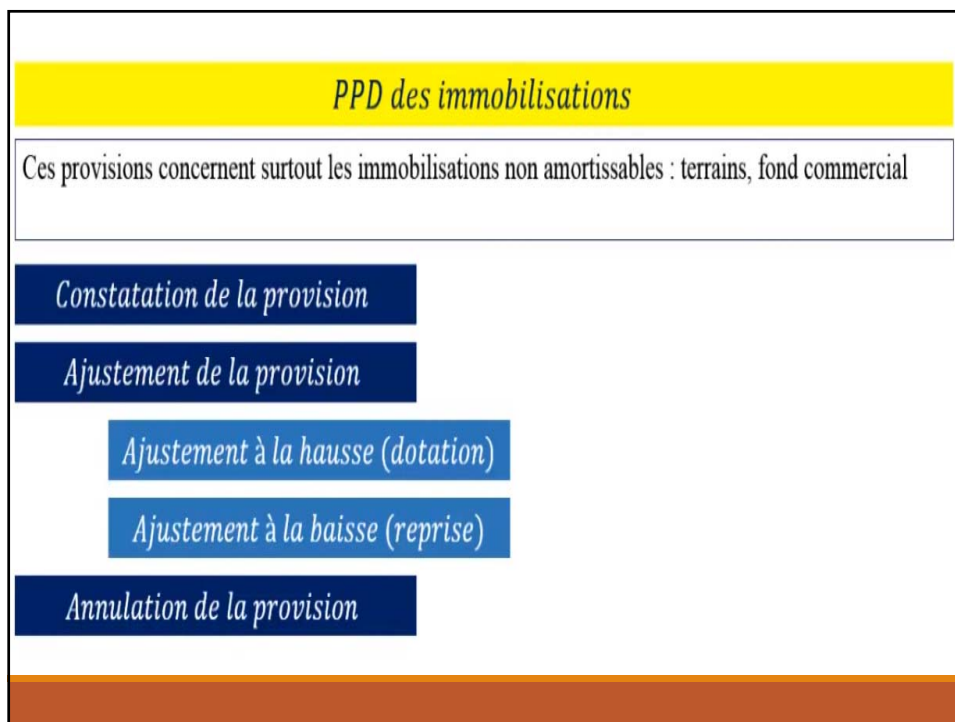 PPD des immobilisations
Ces provisions concernent surtout les immobilisations non amortissables : terrains, fond commercial
Constatation de la provision
Ajustement de la provision
Ajustement à la hausse (dotation)
Ajustement à la baisse (reprise)
Annulation de la provision